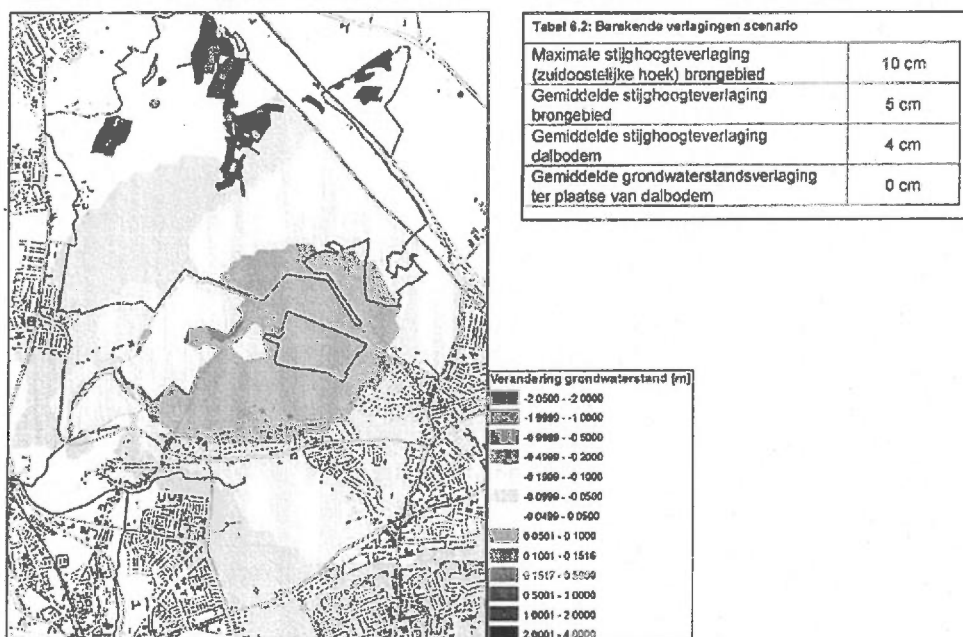 Tabel 6.2: Berekende verlagingen scenario
Maximale stijghoogteverlaging
(zuidoostelijke hoek) brongebied
10 cm
Gemiddelde stijghoogteverlaging
brongebied
5 cm
Gemiddelde stijghoogteverlaging
dalbodem
4 cm
Gemiddelde grondwaterstandsverlaging
ter plaatse van dalbodem
0 cm
Verandering grondwaterstand [m]
-2.0500 - -2.0000
-1.9999 - -1.0000
-0.9999 - -0.5000
-0.4999 - -0.2000
-0.1999 - -0.1000
-0.0999 - -0.0500
-0.0499 - 0.0500
0.0501 - 0.1000
0.1001 - 0.1516
0.1517 - 0.5000
0.5001 - 1.0000
1.0001 - 2.0000
2.0001 - 4.0000